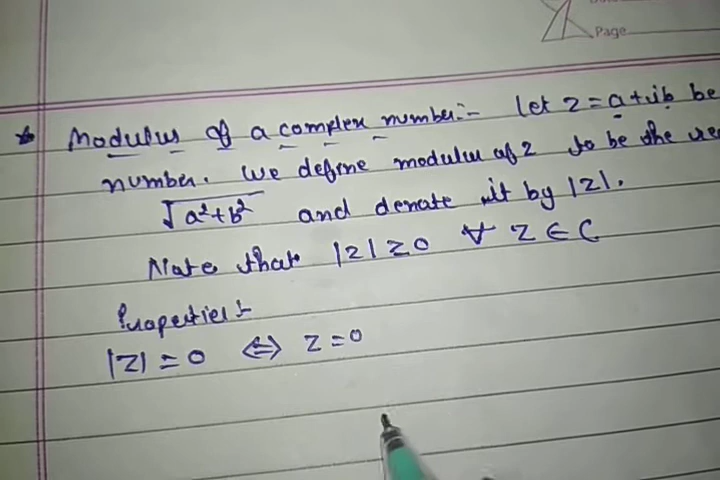 Page
* Modulus of a complex number:- Let z = a+ib be
number. We define modulus of z to be the
√a²+b² and denate it by |z|.
Note that |z| ≥ 0 ∀ z ∈ C
Properties:-
|z| = 0 ⇔ z = 0